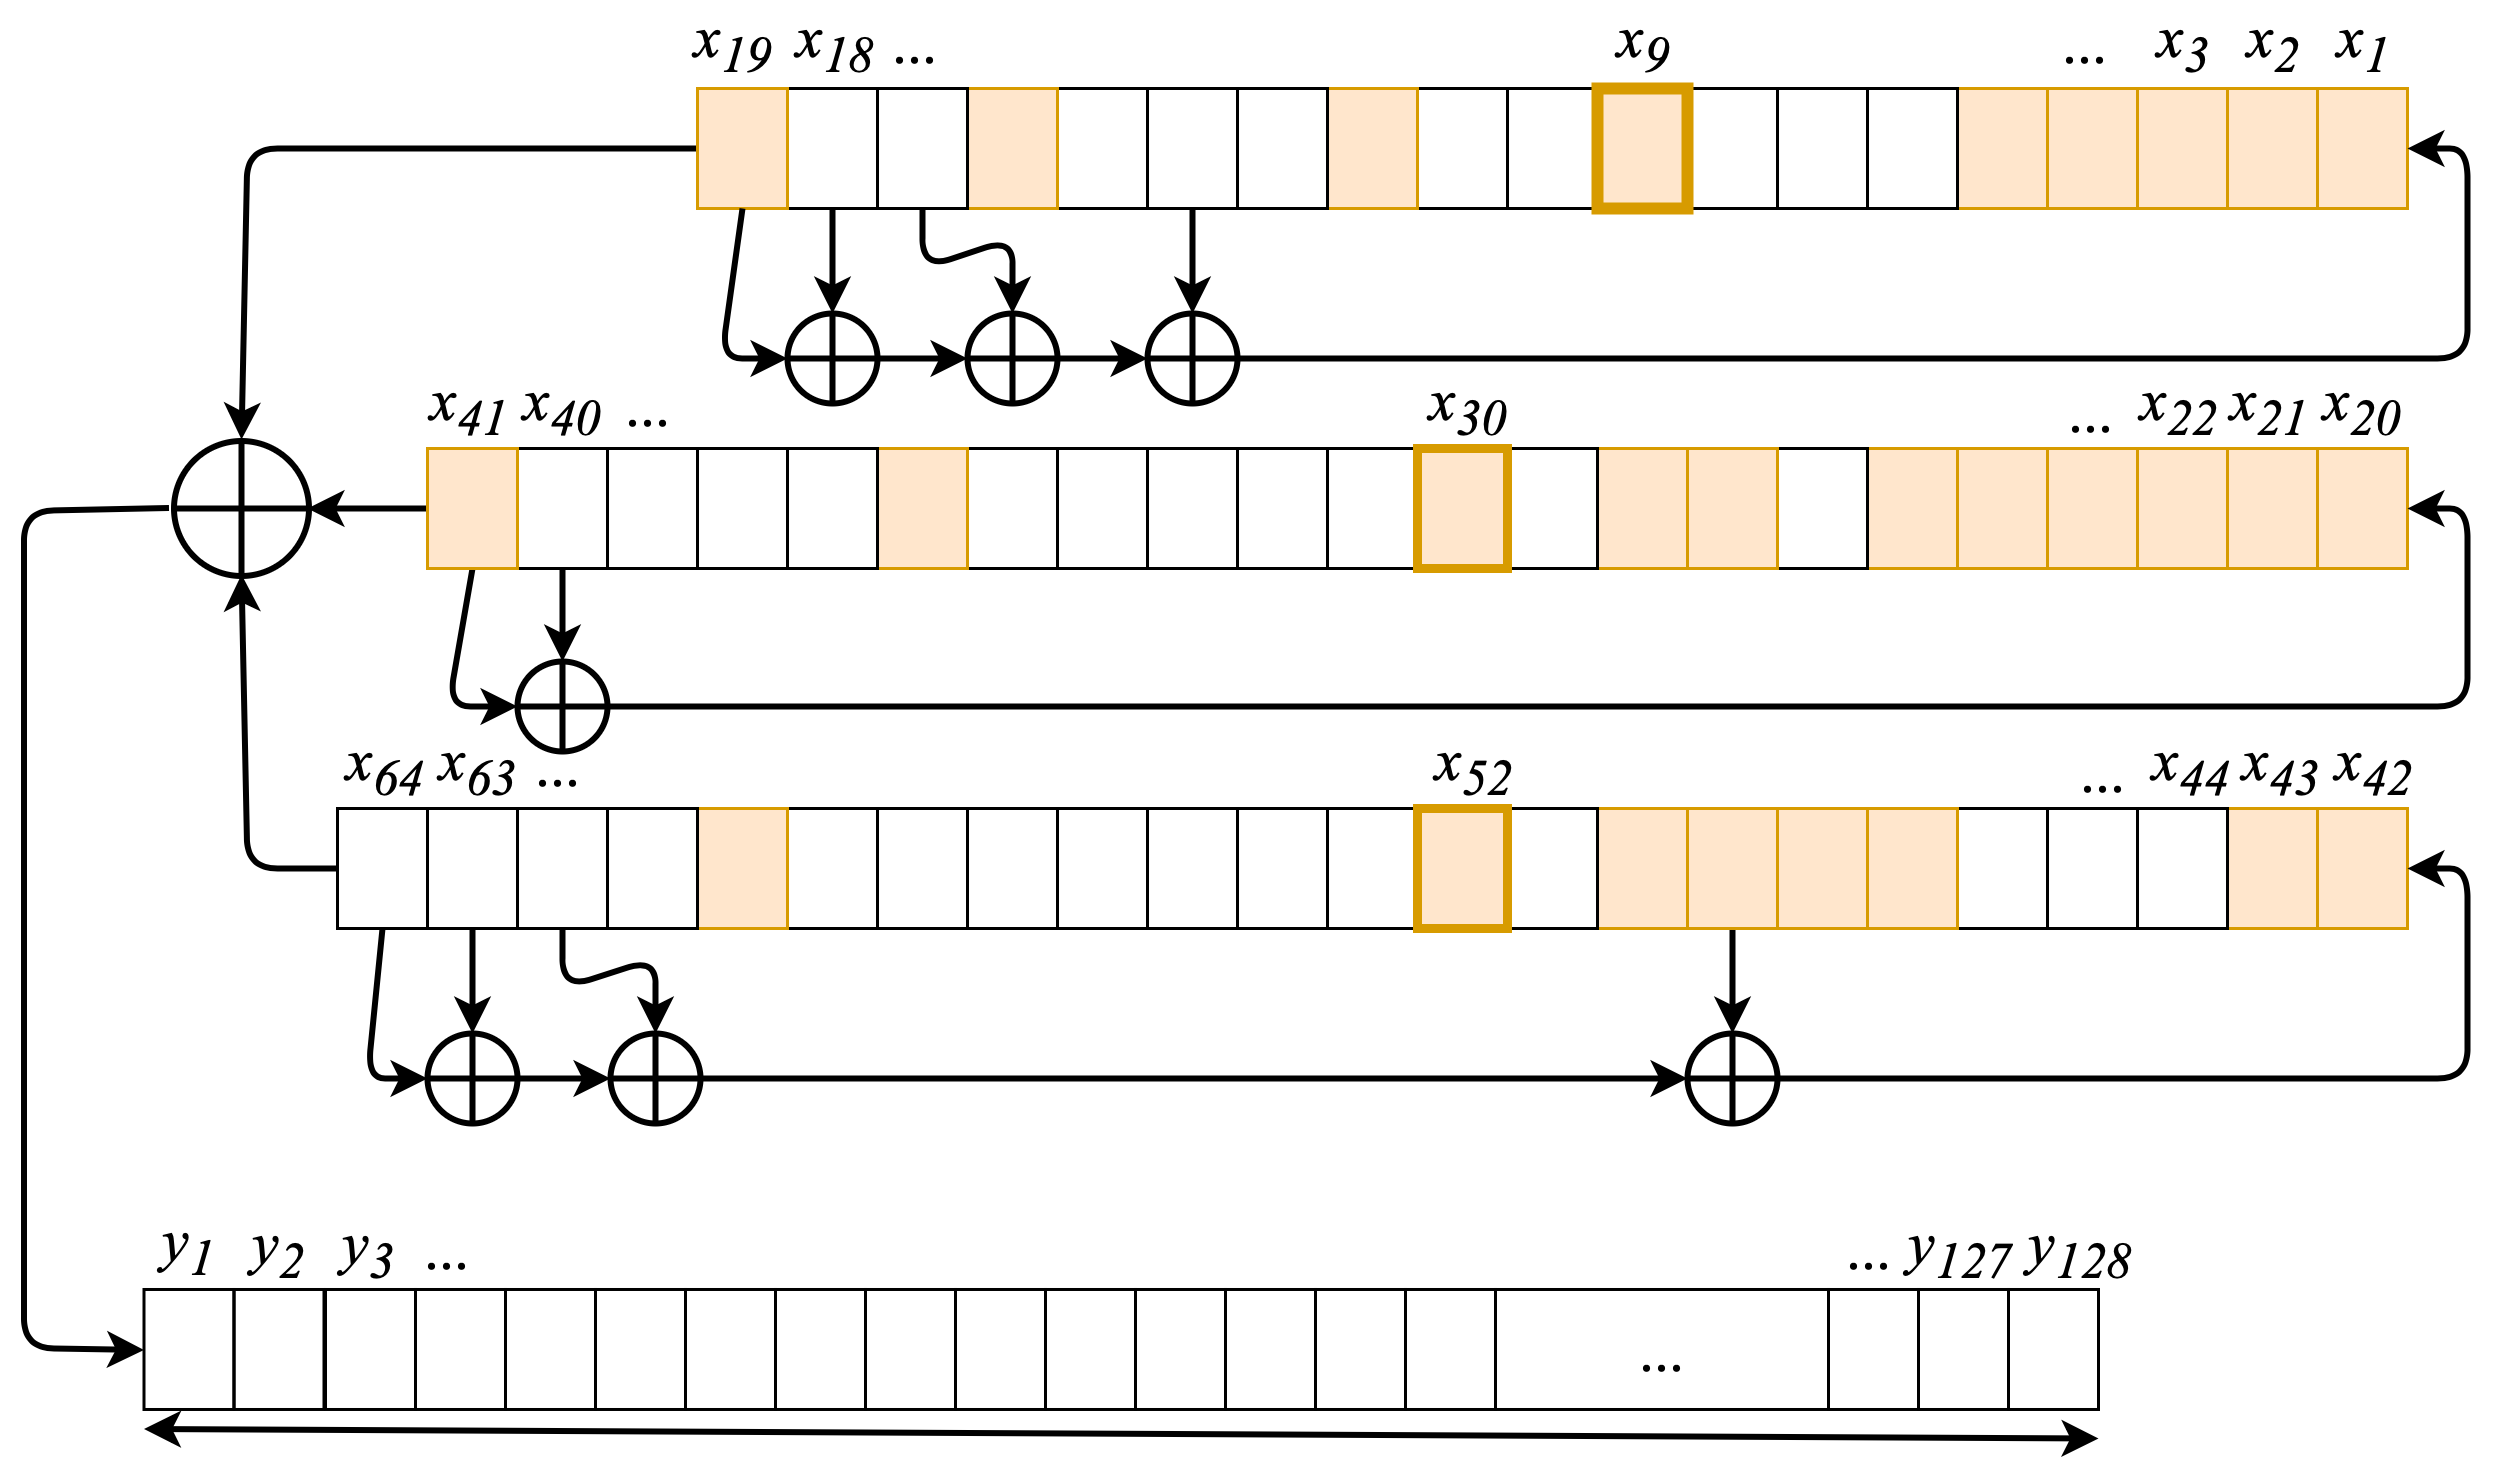 x19 x18 ... x9 ... x3 x2 x1
x41 x40 ... x30 ... x22 x21 x20
x64 x63 ... x52 ... x44 x43 x42
y1 y2 y3 ... ... y127 y128
...